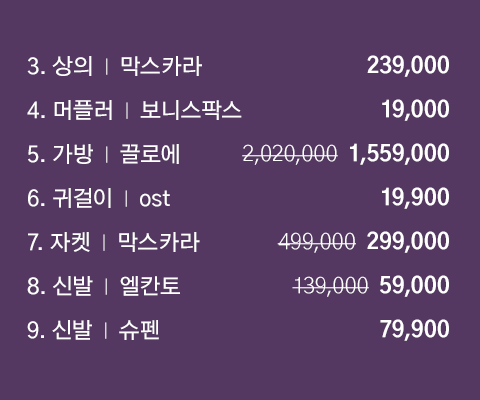 3. 상의 | 막스카라 239,000
4. 머플러 | 보니스팍스 19,000
5. 가방 | 끌로에 2,020,000 1,559,000
6. 귀걸이 | ost 19,900
7. 자켓 | 막스카라 499,000 299,000
8. 신발 | 엘칸토 139,000 59,000
9. 신발 | 슈펜 79,900